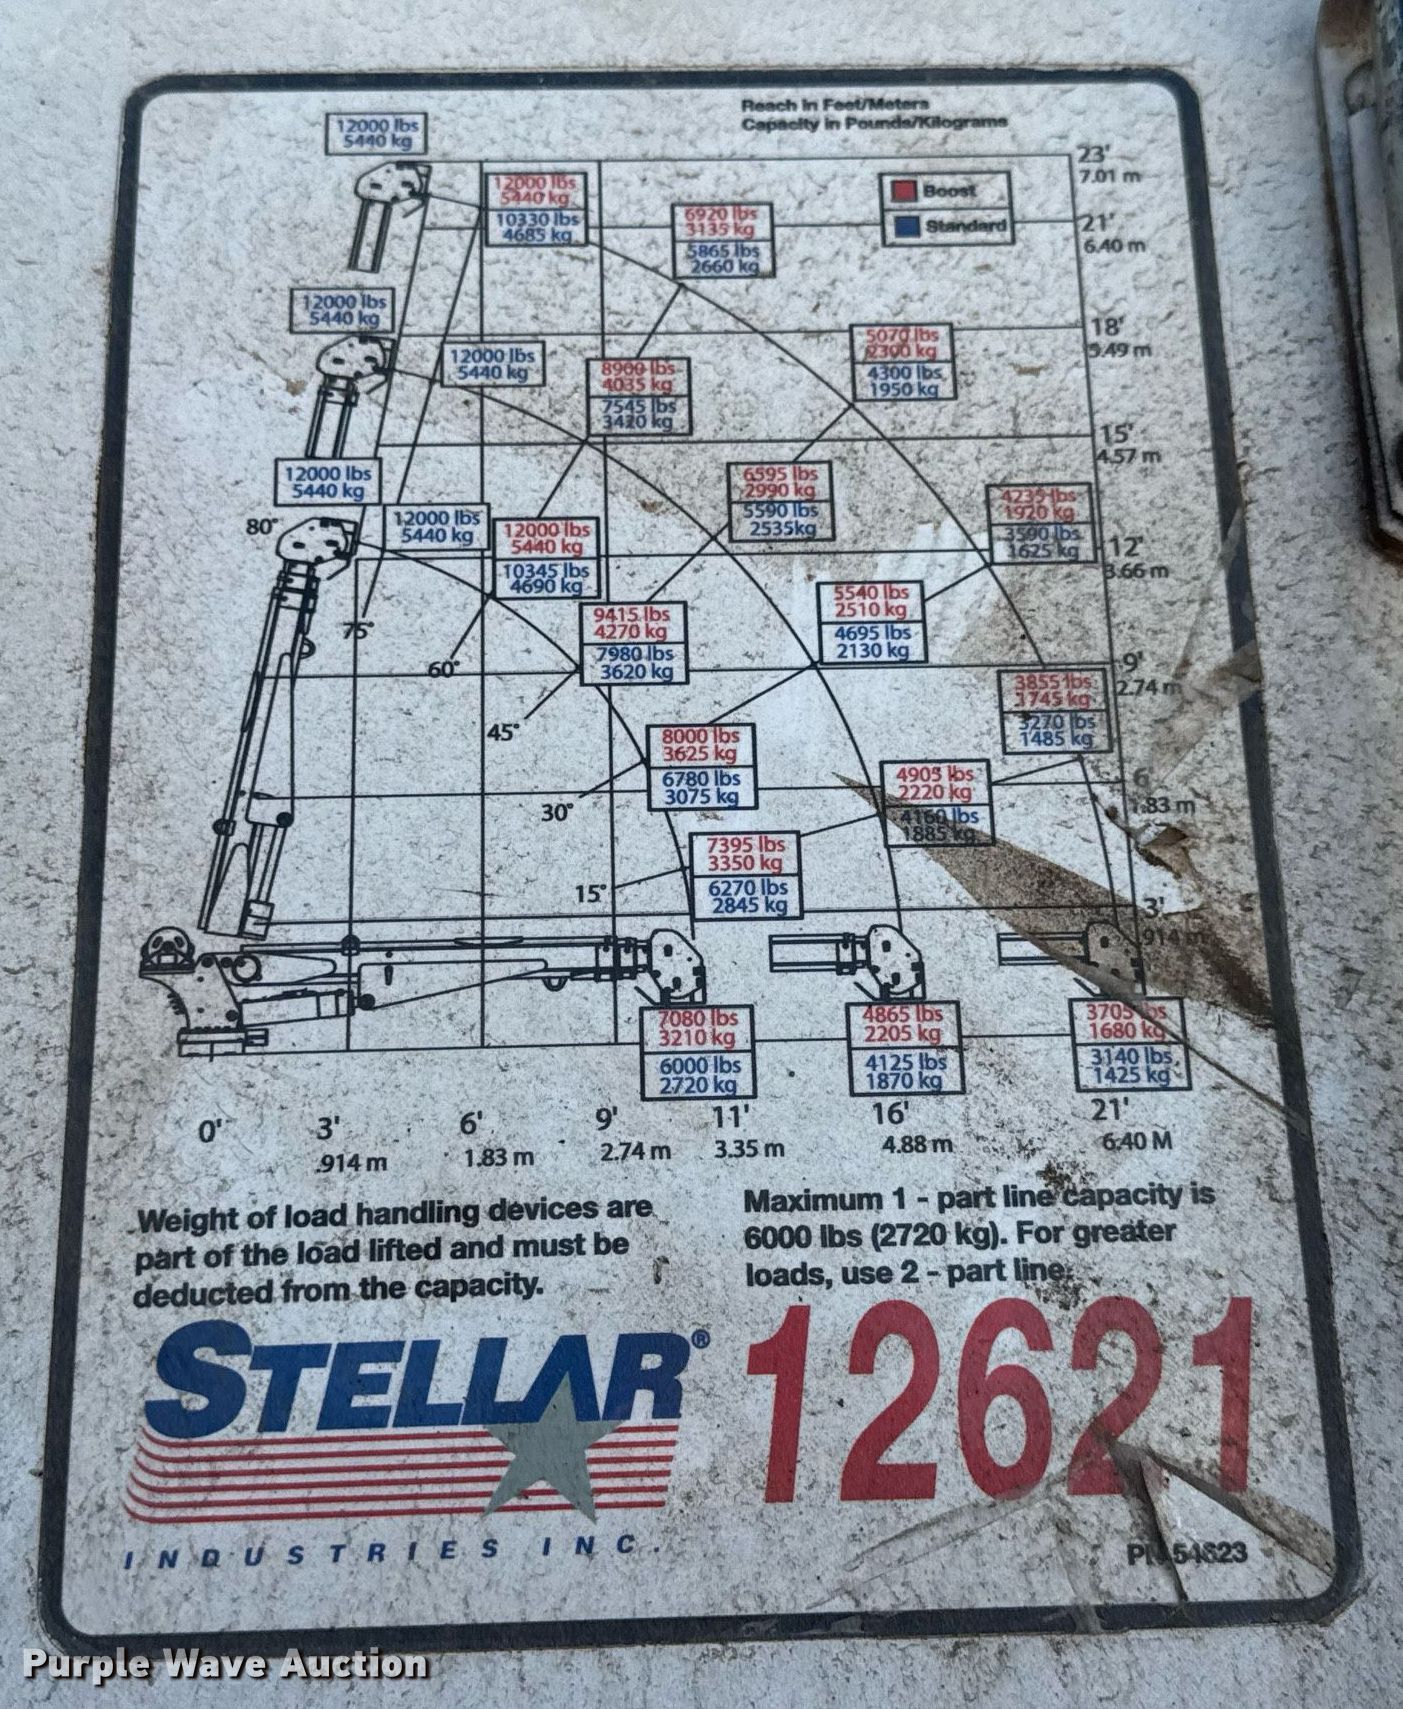 Reach in Feet/Meters
Capacity in Pounds/Kilograms
12000 lbs
5440 kg
23'
7.01 m
12000 lbs
5440 kg
10330 lbs
4685 kg
6920 lbs
3135 kg
5865 lbs
2660 kg
Boost
Standard
21'
6.40 m
12000 lbs
5440 kg
12000 lbs
5440 kg
8900 lbs
4035 kg
7545 lbs
3420 kg
5070 lbs
2300 kg
4300 lbs
1950 kg
18'
5.49 m
15'
4.57 m
12000 lbs
5440 kg
80°
12000 lbs
5440 kg
12000 lbs
5440 kg
10345 lbs
4690 kg
6595 lbs
2990 kg
5590 lbs
2535kg
4235 lbs
1920 kg
3590 lbs
1625 kg
12'
3.66 m
75°
60°
45°
30°
15°
9415 lbs
4270 kg
7980 lbs
3620 kg
5540 lbs
2510 kg
4695 lbs
2130 kg
9'
2.74 m
3855 lbs
1745 kg
3270 lbs
1485 kg
8000 lbs
3625 kg
6780 lbs
3075 kg
4905 lbs
2220 kg
4160 lbs
1885 kg
6'
1.83 m
7395 lbs
3350 kg
6270 lbs
2845 kg
3'
.914 m
7080 lbs
3210 kg
6000 lbs
2720 kg
4865 lbs
2205 kg
4125 lbs
1870 kg
3705 lbs
1680 kg
3140 lbs
1425 kg
0' 3' 6' 9' 11' 16' 21'
.914 m 1.83 m 2.74 m 3.35 m 4.88 m 6.40 M
Weight of load handling devices are
part of the load lifted and must be
deducted from the capacity.
Maximum 1 - part line capacity is
6000 lbs (2720 kg). For greater
loads, use 2 - part line.
STELLAR®
INDUSTRIES INC.
12621
Purple Wave Auction